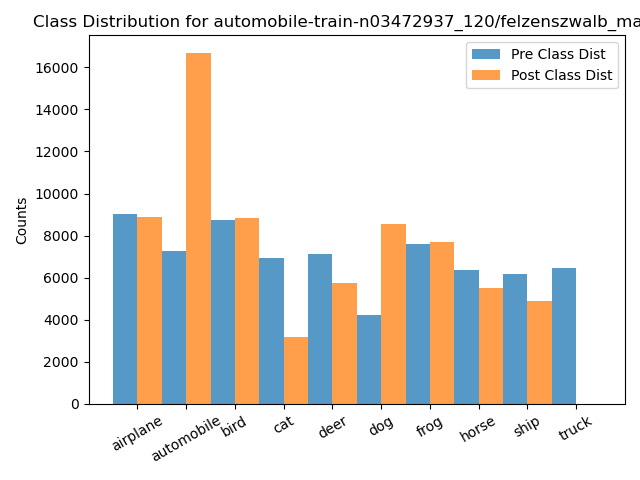 Class Distribution for automobile-train-n03472937_120/felzenszwalb_ma
Pre Class Dist
Post Class Dist
Counts
16000
14000
12000
10000
8000
6000
4000
2000
0
airplane
automobile
bird
cat
deer
dog
frog
horse
ship
truck